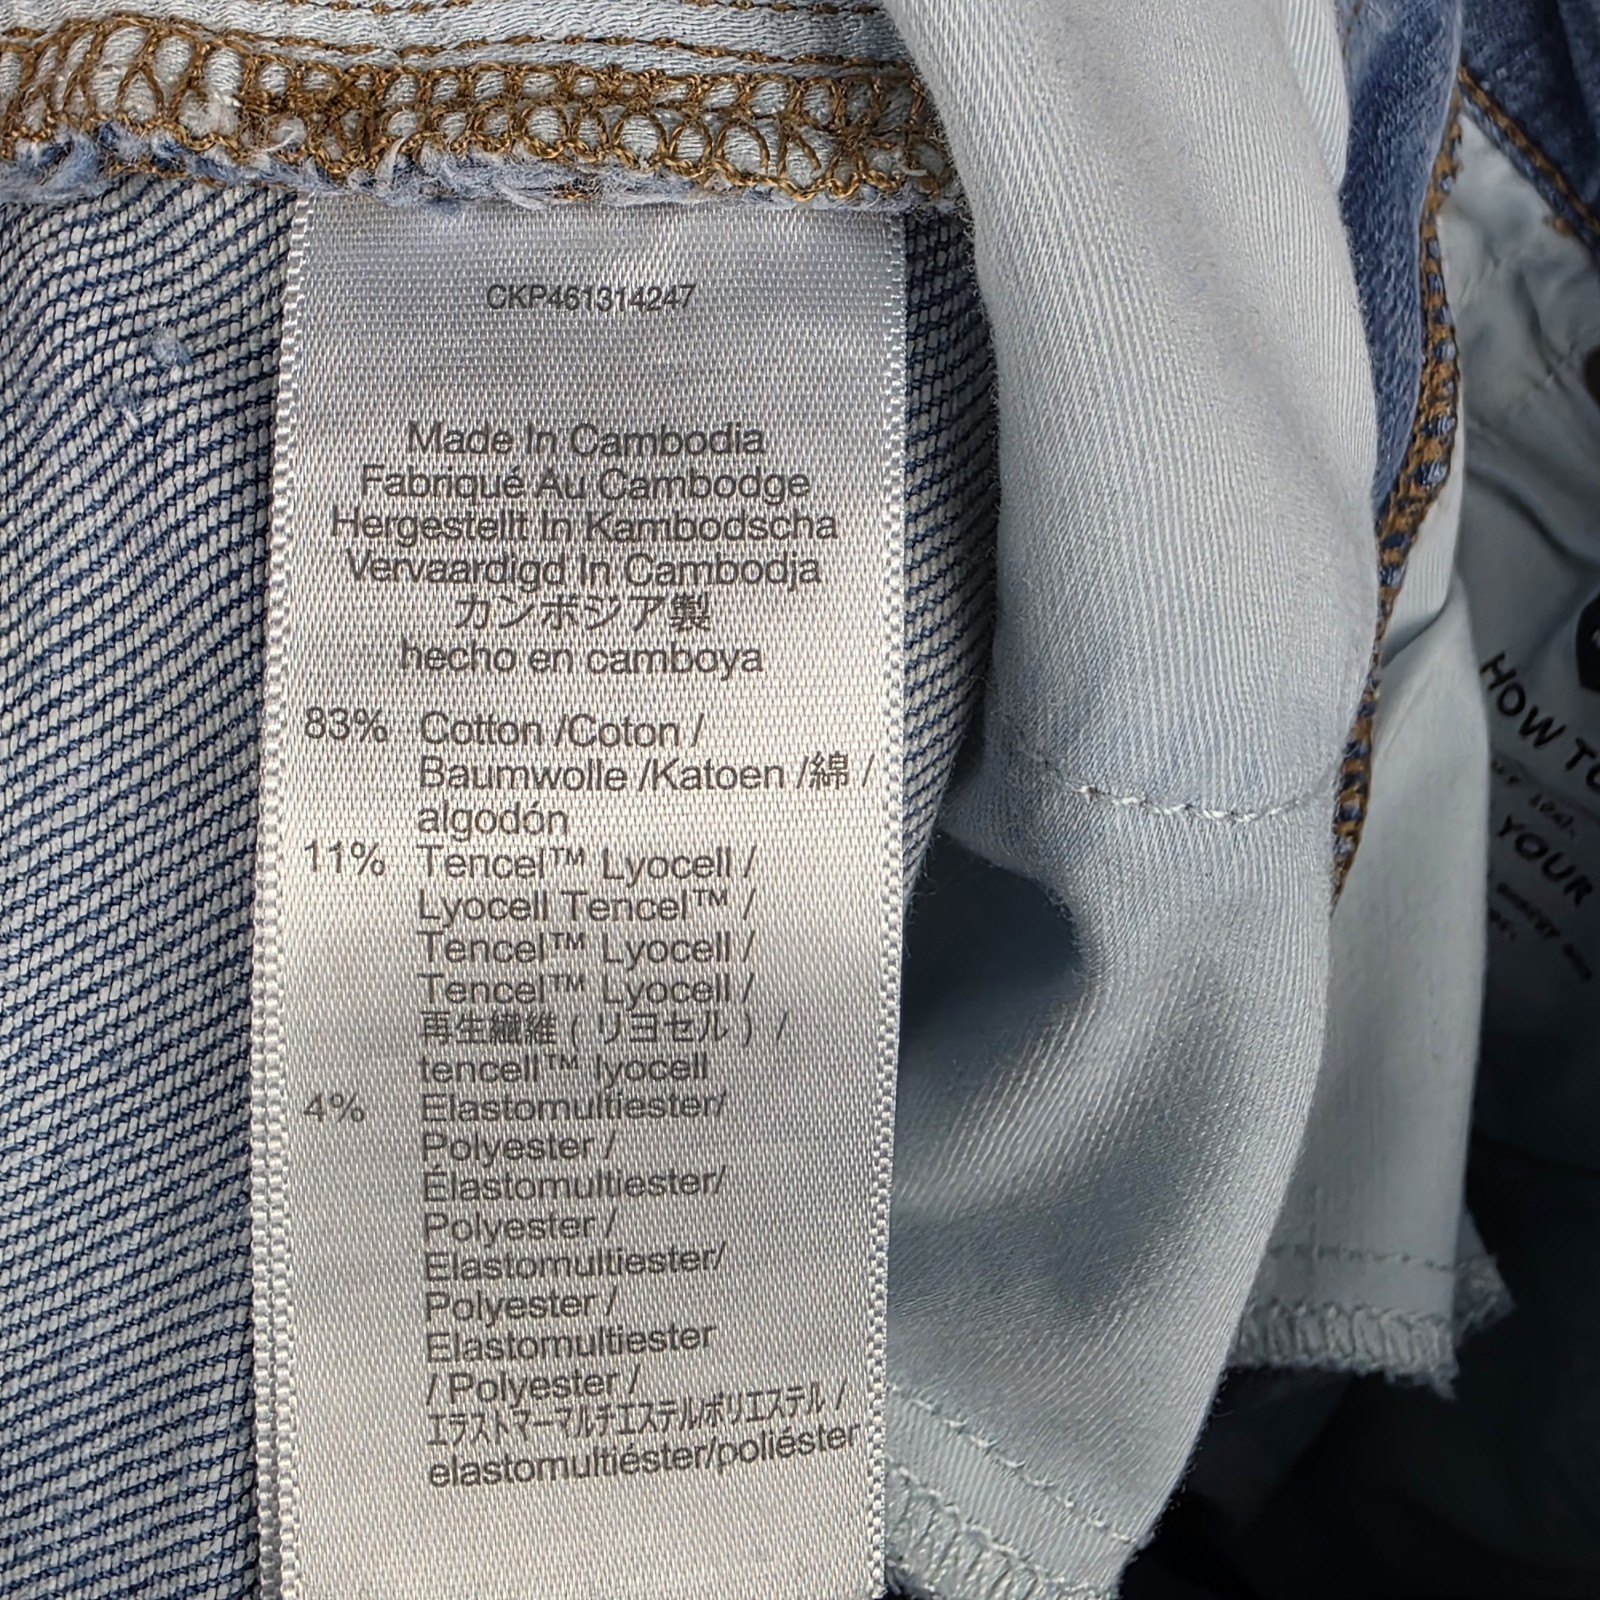 CKP461314247
Made In Cambodia
Fabriqué Au Cambodge
Hergestellt In Kambodscha
Vervaardigd In Cambodja
カンボジア製
hecho en camboya
83% Cotton /Coton /
Baumwolle /Katoen /綿 /
algodón
11% Tencel™ Lyocell /
Lyocell Tencel™ /
Tencel™ Lyocell /
Tencel™ Lyocell /
再生繊維 ( リヨセル ) /
tencell™ lyocell
4% Elastomultiester/
Polyester /
Élastomultiester/
Polyester /
Elastomultiester/
Polyester /
Elastomultiester
/ Polyester /
エラストマーマルチエステル/ポリエステル /
elastomultiéster/poliéster
HOW TO
YOUR